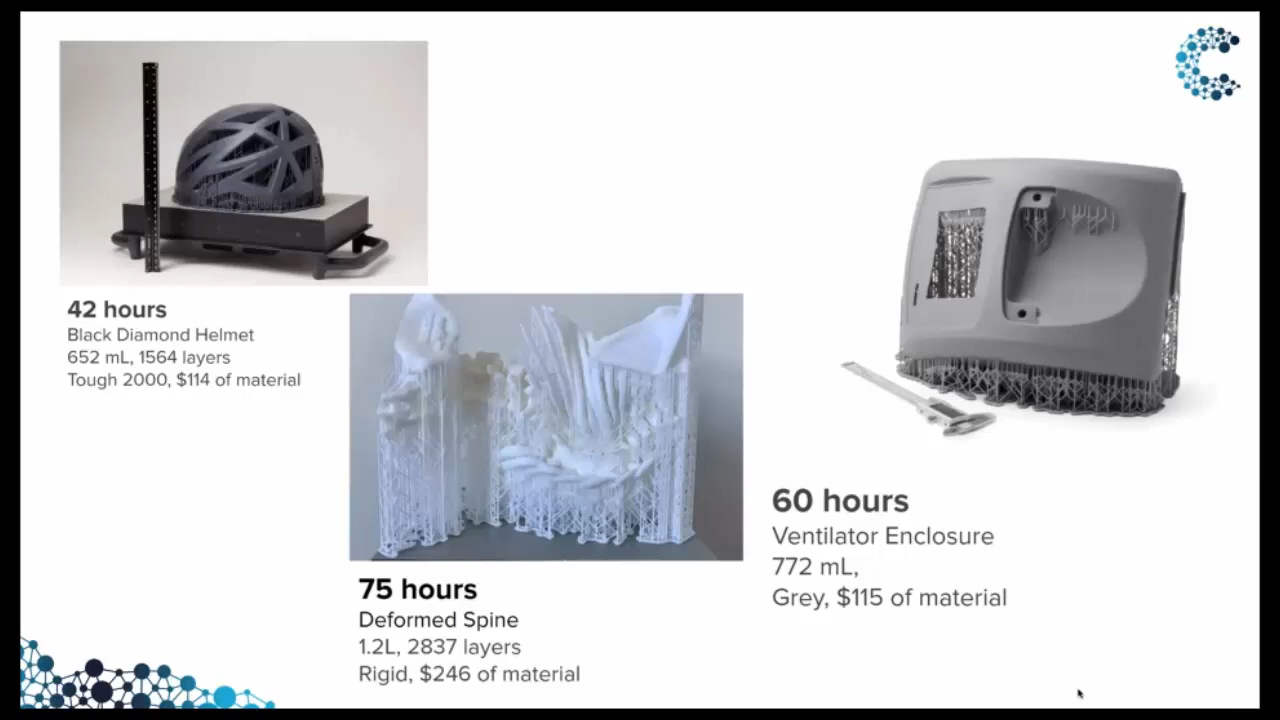 42 hours
Black Diamond Helmet
652 mL, 1564 layers
Tough 2000, $114 of material
75 hours
Deformed Spine
1.2L, 2837 layers
Rigid, $246 of material
60 hours
Ventilator Enclosure
772 mL,
Grey, $115 of material